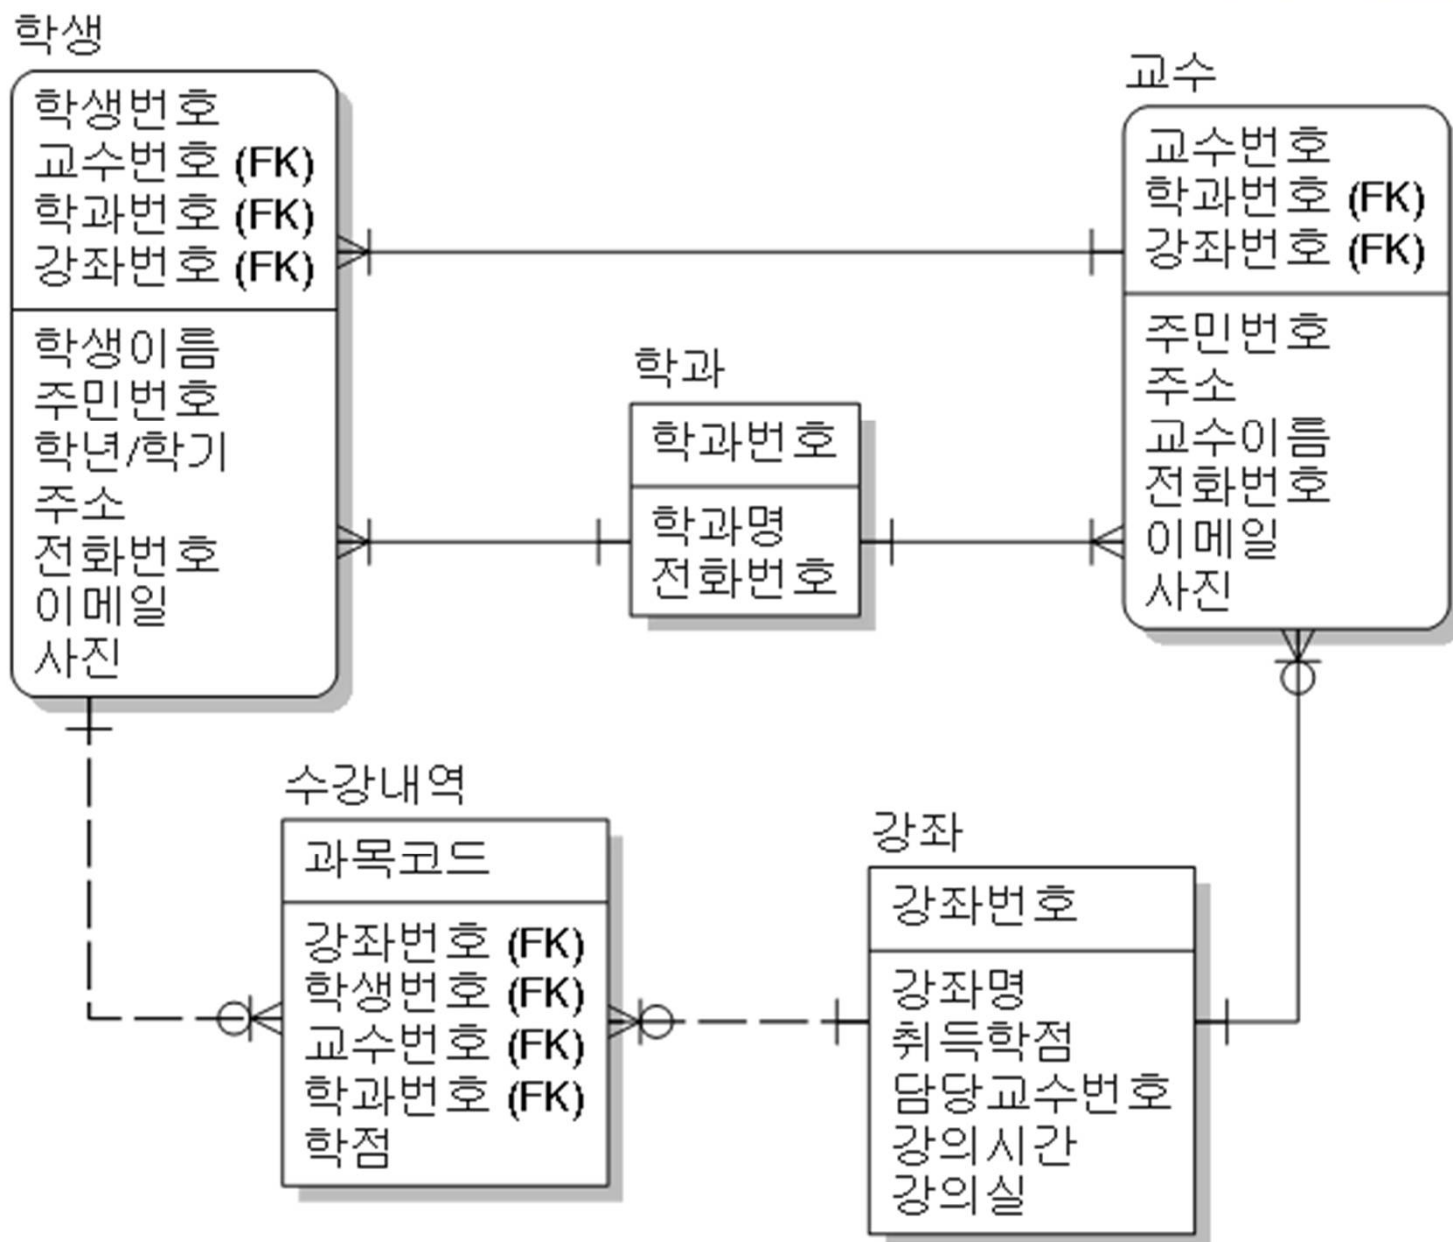 학생
학생번호
교수번호 (FK)
학과번호 (FK)
강좌번호 (FK)
학생이름
주민번호
학년/학기
주소
전화번호
이메일
사진
교수
교수번호
학과번호 (FK)
강좌번호 (FK)
주민번호
주소
교수이름
전화번호
이메일
사진
학과
학과번호
학과명
전화번호
수강내역
과목코드
강좌번호 (FK)
학생번호 (FK)
교수번호 (FK)
학과번호 (FK)
학점
강좌
강좌번호
강좌명
취득학점
담당교수번호
강의시간
강의실